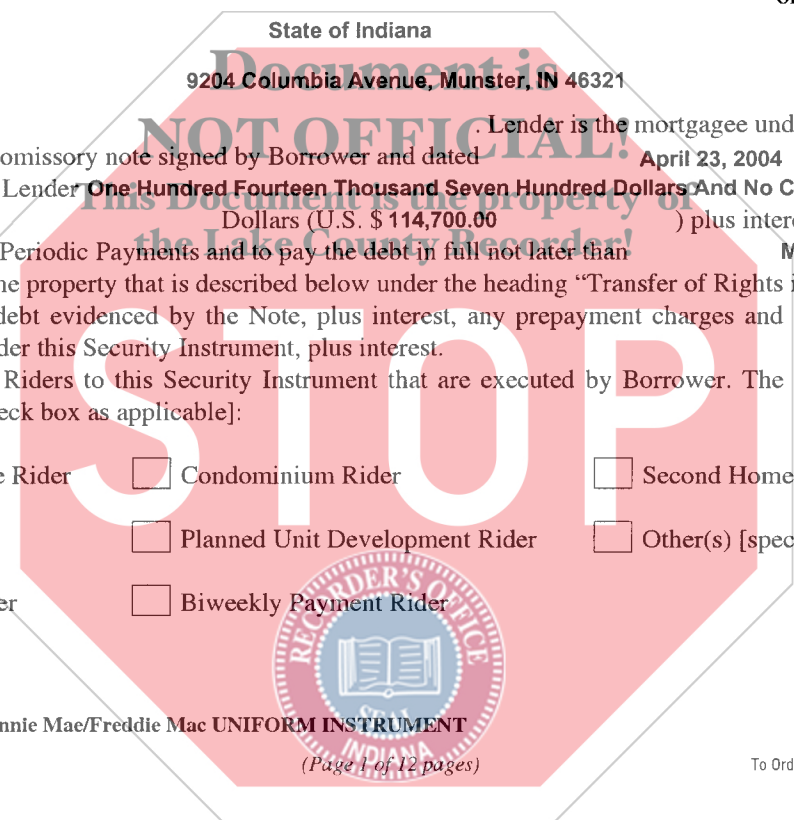 State of Indiana
Document is
9204 Columbia Avenue, Munster, IN 46321
NOT OFFICIAL!
. Lender is the mortgagee und
omissory note signed by Borrower and dated April 23, 2004
Lender One Hundred Fourteen Thousand Seven Hundred Dollars And No C
This Document is the property of
Dollars (U.S. $ 114,700.00 ) plus intere
the Lake County Recorder!
Periodic Payments and to pay the debt in full not later than M
ne property that is described below under the heading “Transfer of Rights i
debt evidenced by the Note, plus interest, any prepayment charges and
der this Security Instrument, plus interest.
Riders to this Security Instrument that are executed by Borrower. The
eck box as applicable]:
STOP
e Rider Condominium Rider Second Home
Planned Unit Development Rider Other(s) [spec
er Biweekly Payment Rider
RECORDER'S OFFICE
SEAL
INDIANA
nnie Mae/Freddie Mac UNIFORM INSTRUMENT
(Page 1 of 12 pages)
To Ord